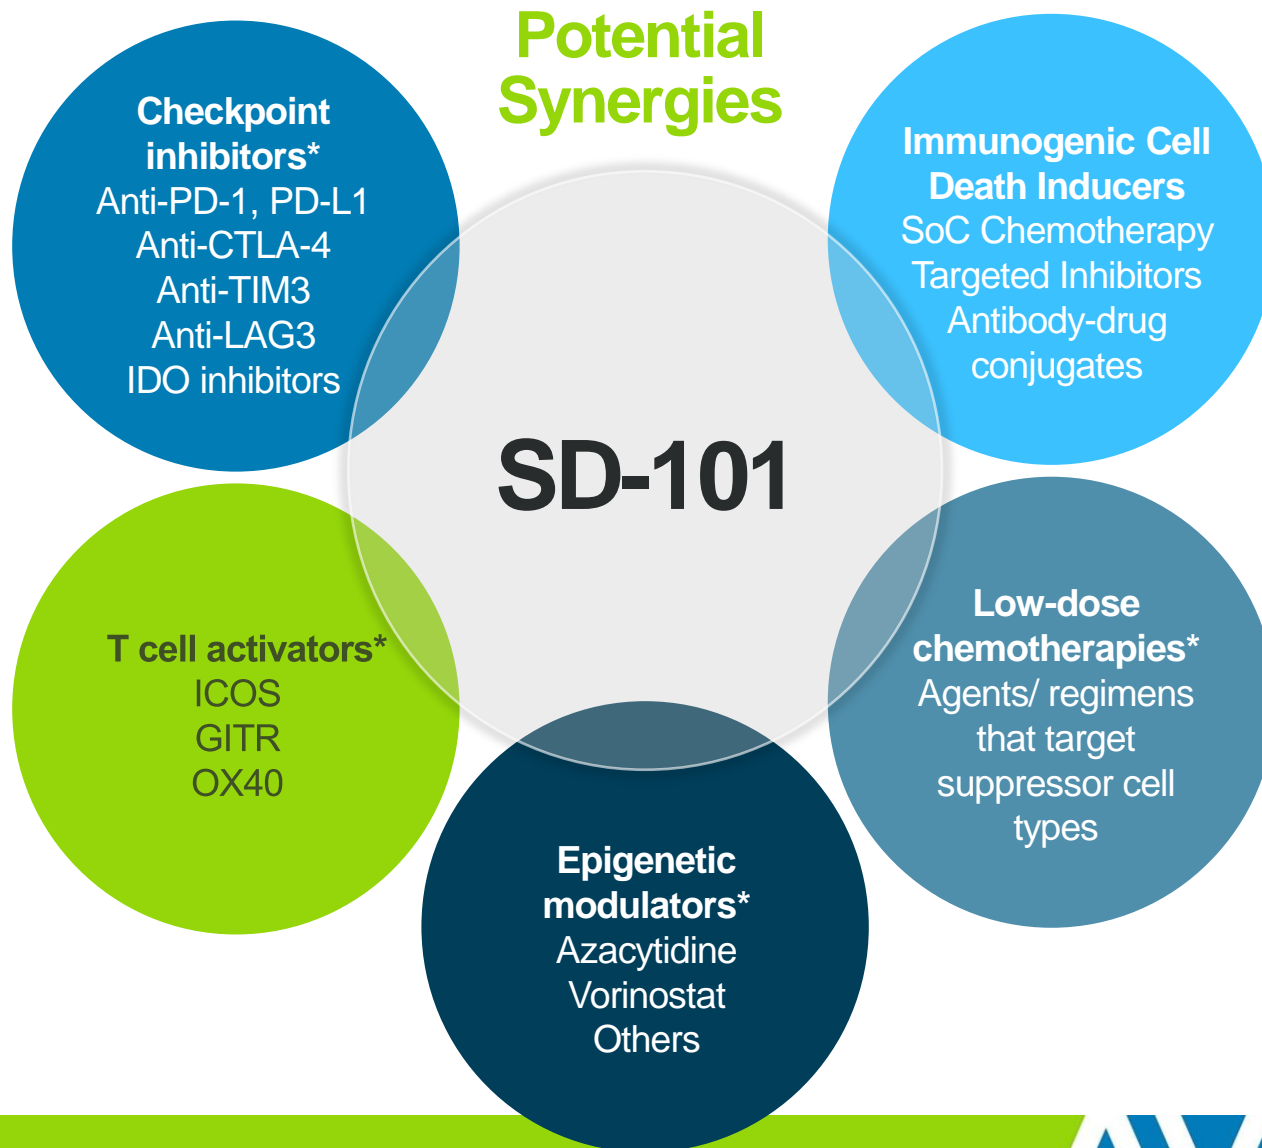 Potential
Synergies
Checkpoint
inhibitors*
Anti-PD-1, PD-L1
Anti-CTLA-4
Anti-TIM3
Anti-LAG3
IDO inhibitors
Immunogenic Cell
Death Inducers
SoC Chemotherapy
Targeted Inhibitors
Antibody-drug
conjugates
SD-101
T cell activators*
ICOS
GITR
OX40
Low-dose
chemotherapies*
Agents/ regimens
that target
suppressor cell
types
Epigenetic
modulators*
Azacytidine
Vorinostat
Others